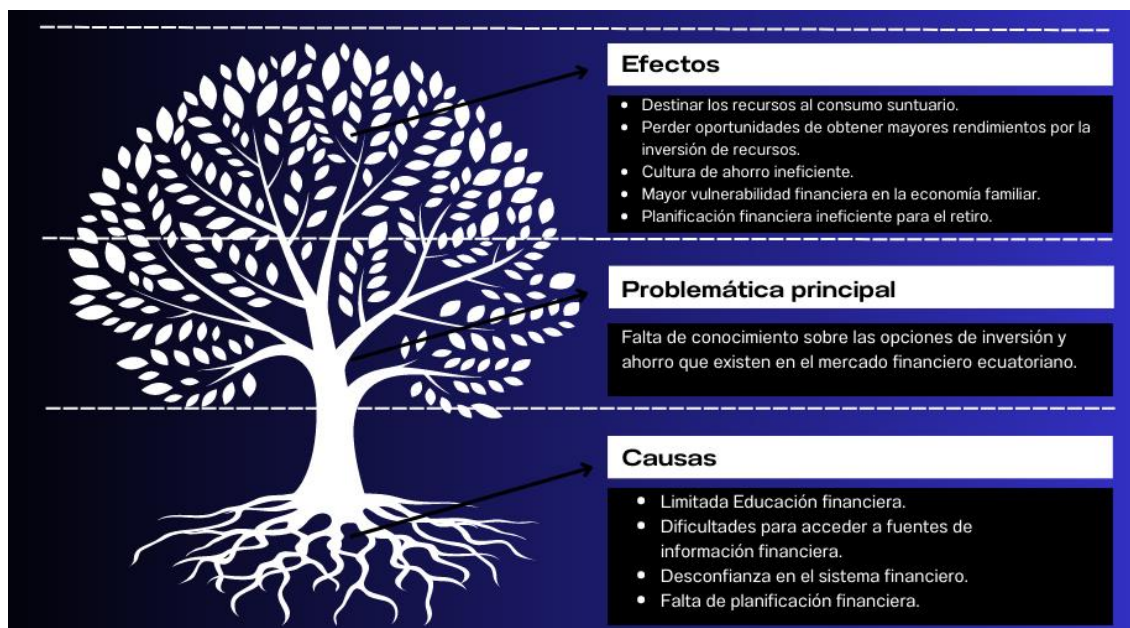 Efectos
• Destinar los recursos al consumo suntuario.
• Perder oportunidades de obtener mayores rendimientos por la
inversión de recursos.
• Cultura de ahorro ineficiente.
• Mayor vulnerabilidad financiera en la economía familiar.
• Planificación financiera ineficiente para el retiro.
Problemática principal
Falta de conocimiento sobre las opciones de inversión y
ahorro que existen en el mercado financiero ecuatoriano.
Causas
• Limitada Educación financiera.
• Dificultades para acceder a fuentes de
información financiera.
• Desconfianza en el sistema financiero.
• Falta de planificación financiera.